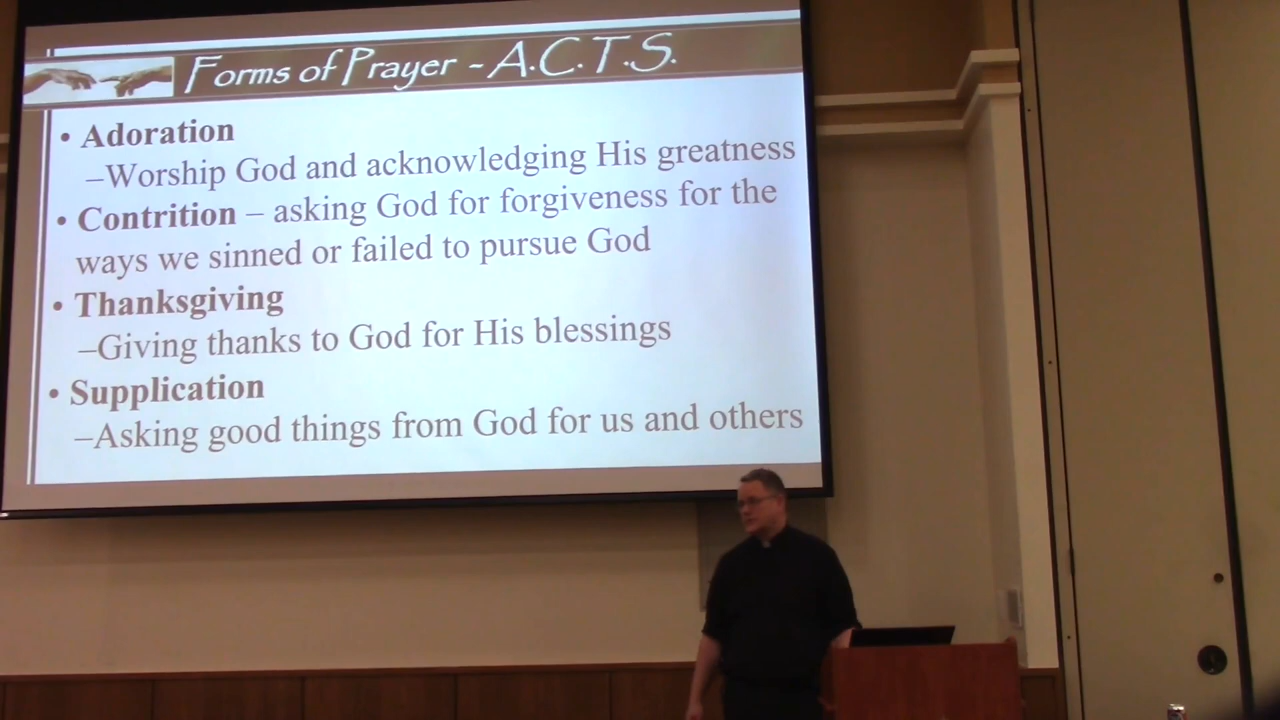 Forms of Prayer - A.C.T.S.
• Adoration
–Worship God and acknowledging His greatness
• Contrition – asking God for forgiveness for the
ways we sinned or failed to pursue God
• Thanksgiving
–Giving thanks to God for His blessings
• Supplication
–Asking good things from God for us and others